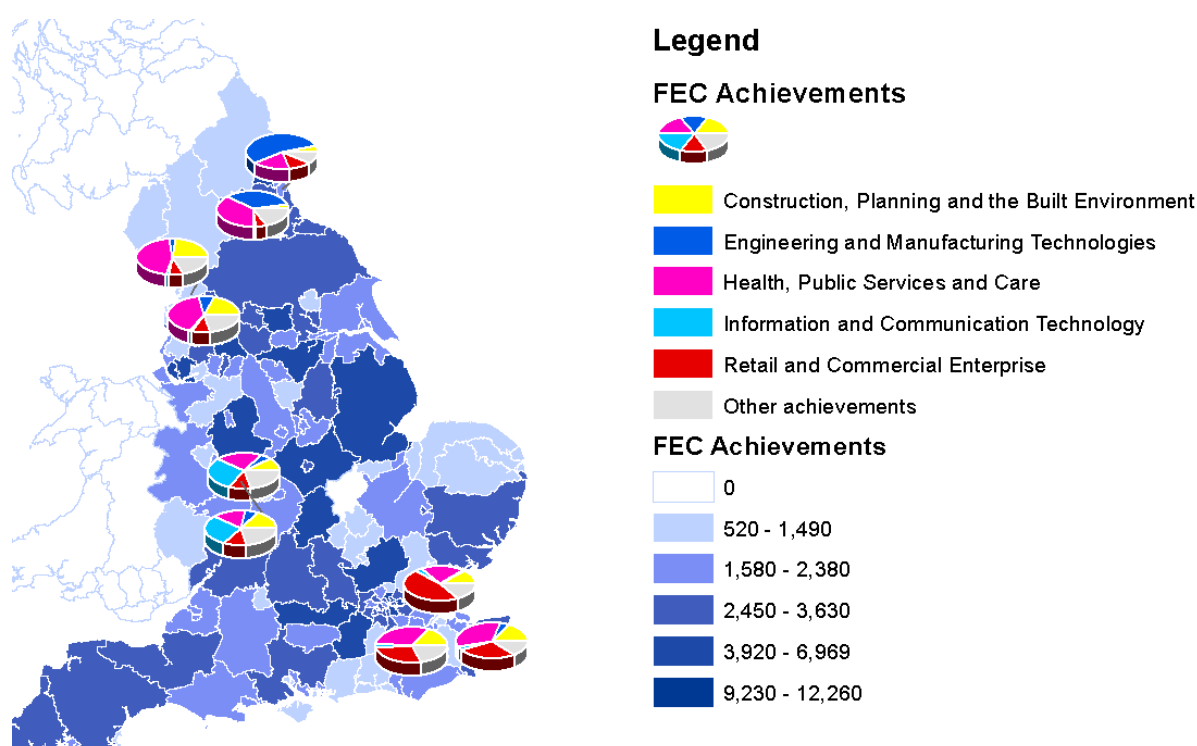 Legend
FEC Achievements
Construction, Planning and the Built Environment
Engineering and Manufacturing Technologies
Health, Public Services and Care
Information and Communication Technology
Retail and Commercial Enterprise
Other achievements
FEC Achievements
0
520 - 1,490
1,580 - 2,380
2,450 - 3,630
3,920 - 6,969
9,230 - 12,260